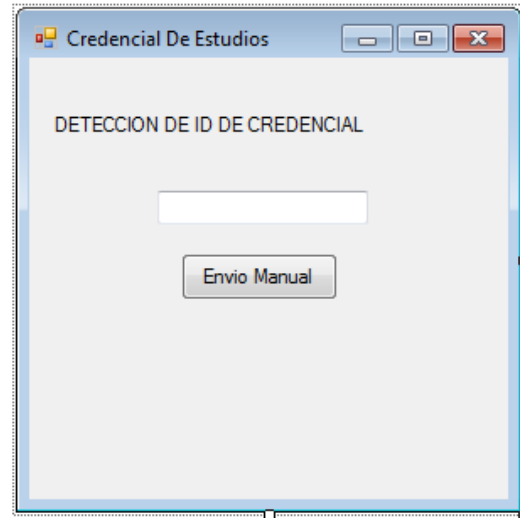 Credencial De Estudios
DETECCION DE ID DE CREDENCIAL
Envio Manual